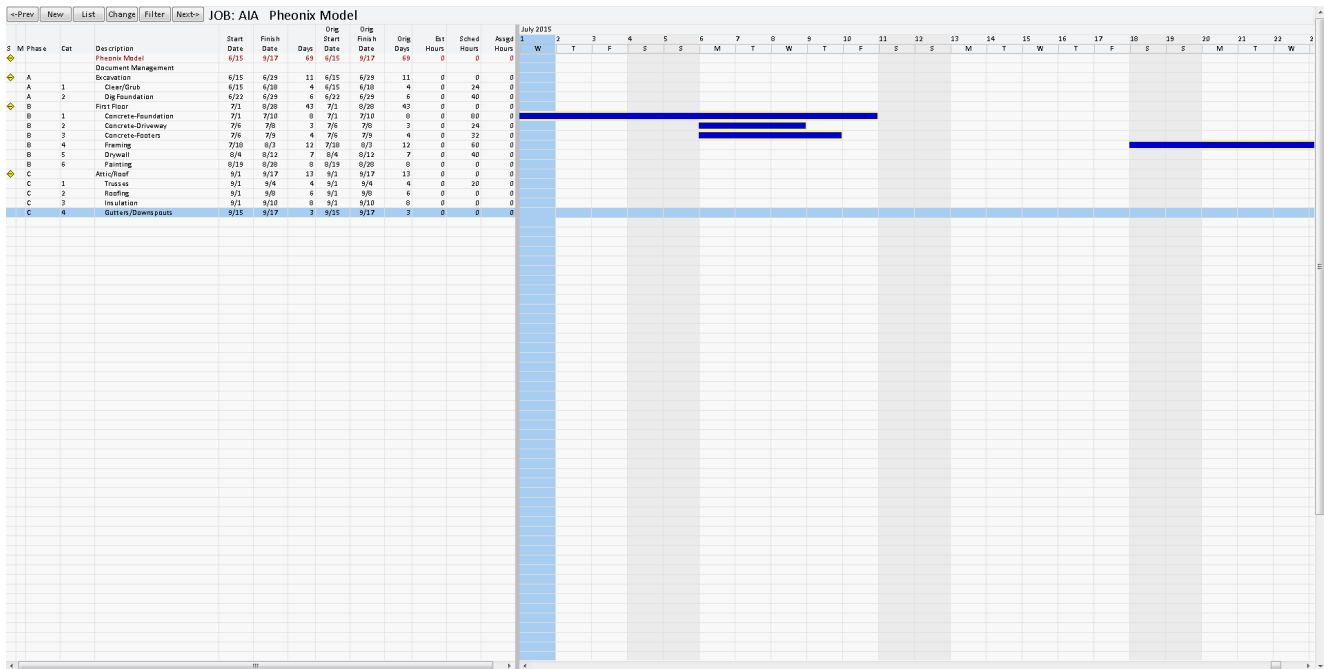 <-Prev New List Change Filter Next-> JOB: AIA Pheonix Model
July 2015
Orig Orig
Start Finish Start Finish Orig Est Sched Assgd
1 2 3 4 5 6 7 8 9 10 11 12 13 14 15 16 17 18 19 20 21 22 2
S M Phase Cat Description Date Date Days Date Date Days Hours Hours Hours
W T F S S M T W T F S S M T W T F S S M T W
Pheonix Model 6/15 9/17 69 6/15 9/17 69 0 0 0
Document Management
A Excavation 6/15 6/29 11 6/15 6/29 11 0 0 0
A 1 Clear/Grub 6/15 6/18 4 6/15 6/18 4 0 24 0
A 2 Dig Foundation 6/22 6/29 6 6/22 6/29 6 0 40 0
B First Floor 7/1 8/28 43 7/1 8/28 43 0 0 0
B 1 Concrete-Foundation 7/1 7/10 8 7/1 7/10 8 0 80 0
B 2 Concrete-Driveway 7/6 7/8 3 7/6 7/8 3 0 24 0
B 3 Concrete-Footers 7/6 7/9 4 7/6 7/9 4 0 32 0
B 4 Framing 7/18 8/3 12 7/18 8/3 12 0 60 0
B 5 Drywall 8/4 8/12 7 8/4 8/12 7 0 40 0
B 6 Painting 8/19 8/28 8 8/19 8/28 8 0 0 0
C Attic/Roof 9/1 9/17 13 9/1 9/17 13 0 0 0
C 1 Trusses 9/1 9/4 4 9/1 9/4 4 0 20 0
C 2 Roofing 9/1 9/8 6 9/1 9/8 6 0 0 0
C 3 Insulation 9/1 9/10 8 9/1 9/10 8 0 0 0
C 4 Gutters/Downspouts 9/15 9/17 3 9/15 9/17 3 0 0 0